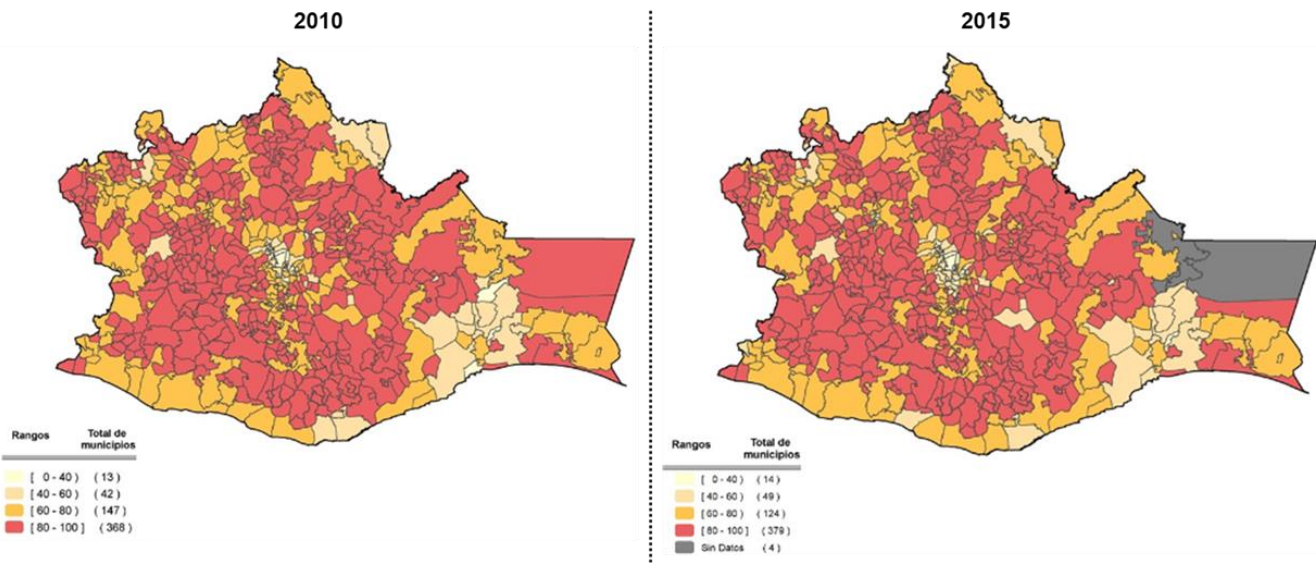 2010
2015
Rangos Total de municipios
[ 0 - 40 ) ( 13 )
[ 40 - 60 ) ( 42 )
[ 60 - 80 ) ( 147 )
[ 80 - 100 ] ( 368 )
Rangos Total de municipios
[ 0 - 40 ) ( 14 )
[ 40 - 60 ) ( 49 )
[ 60 - 80 ) ( 124 )
[ 80 - 100 ] ( 379 )
Sin Datos ( 4 )